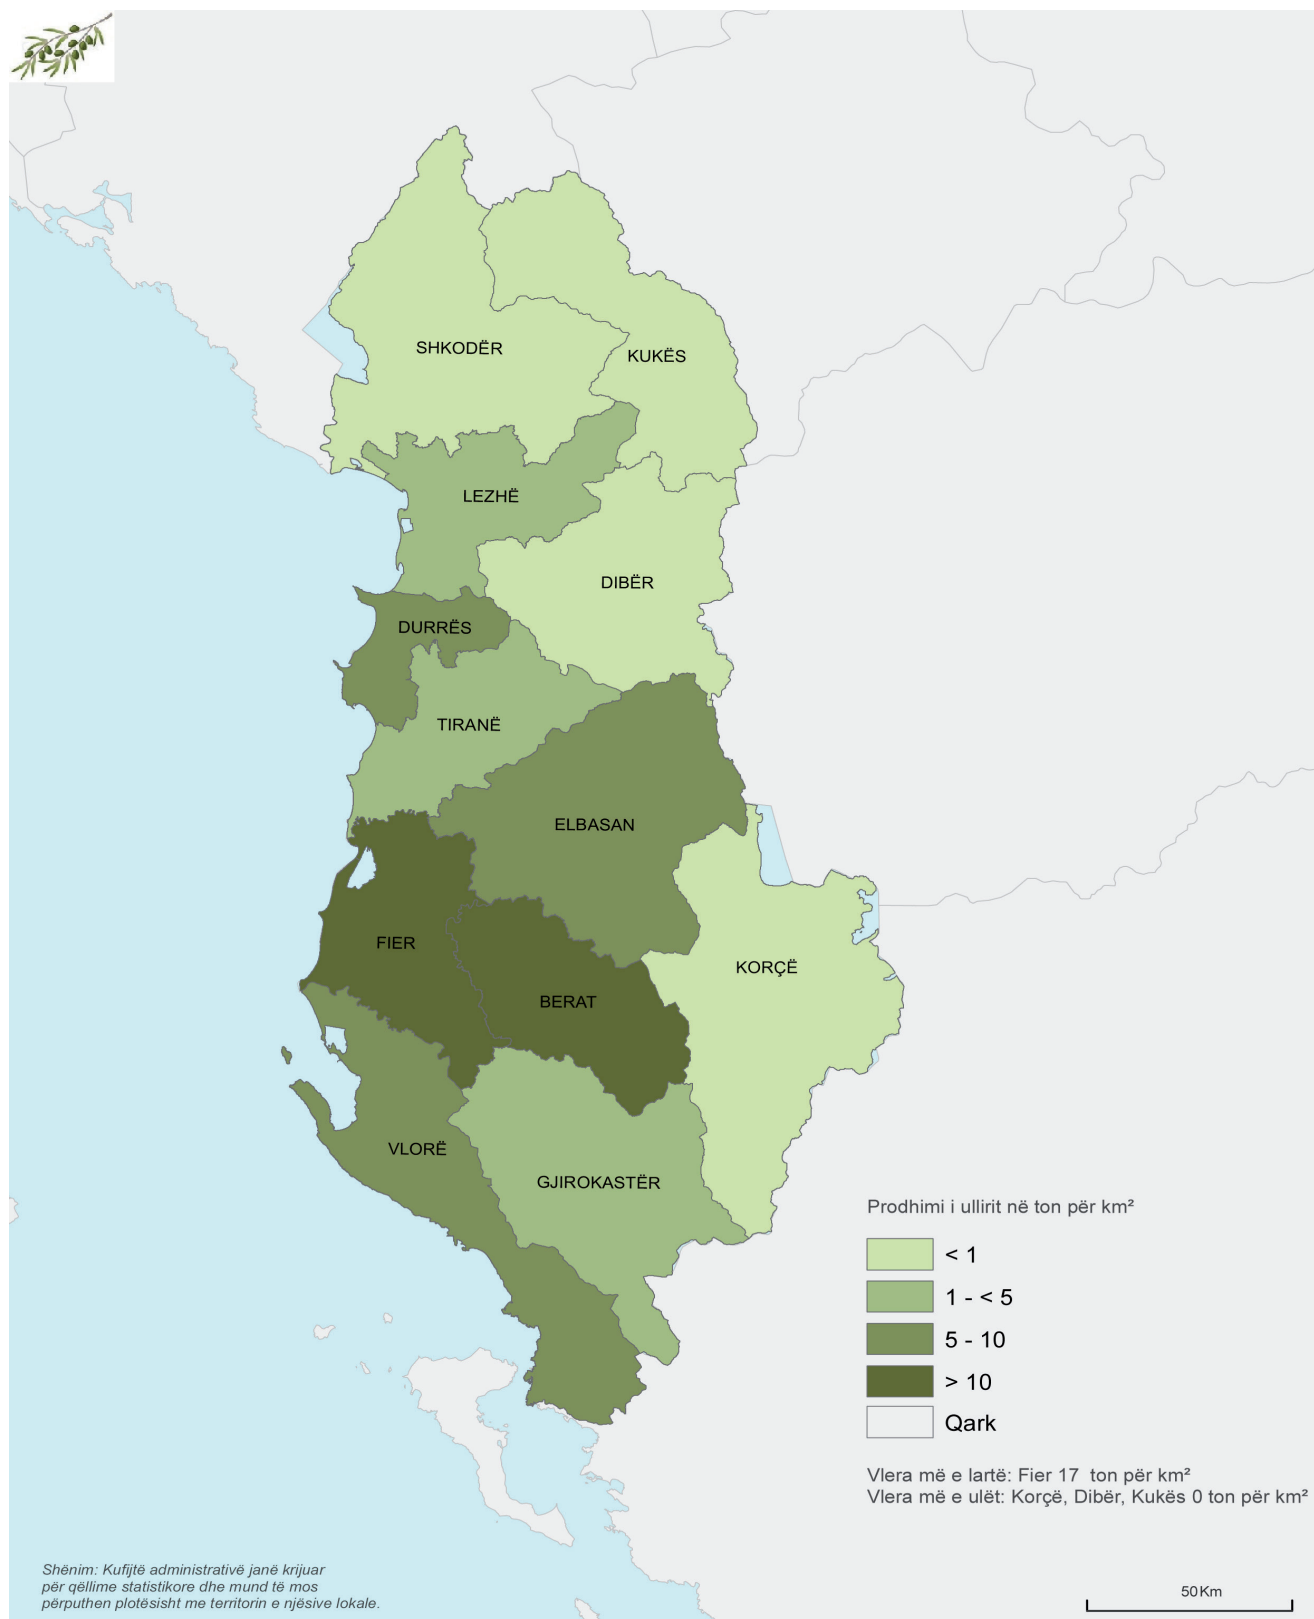 SHKODËR
KUKËS
LEZHË
DIBËR
DURRËS
TIRANË
ELBASAN
FIER
KORÇË
BERAT
VLORË
GJIROKASTËR
Prodhimi i ullirit në ton për km²
< 1
1 - < 5
5 - 10
> 10
Qark
Vlera më e lartë: Fier 17 ton për km²
Vlera më e ulët: Korçë, Dibër, Kukës 0 ton për km²
Shënim: Kufijtë administrativë janë krijuar
për qëllime statistikore dhe mund të mos
përputhen plotësisht me territorin e njësive lokale.
50Km